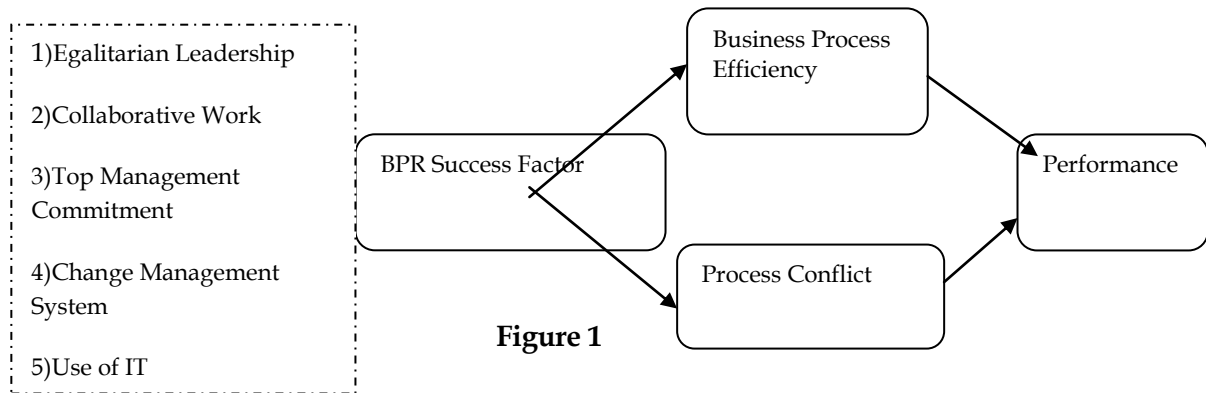 1)Egalitarian Leadership
2)Collaborative Work
3)Top Management
Commitment
4)Change Management
System
5)Use of IT
BPR Success Factor
Business Process
Efficiency
Process Conflict
Performance
Figure 1